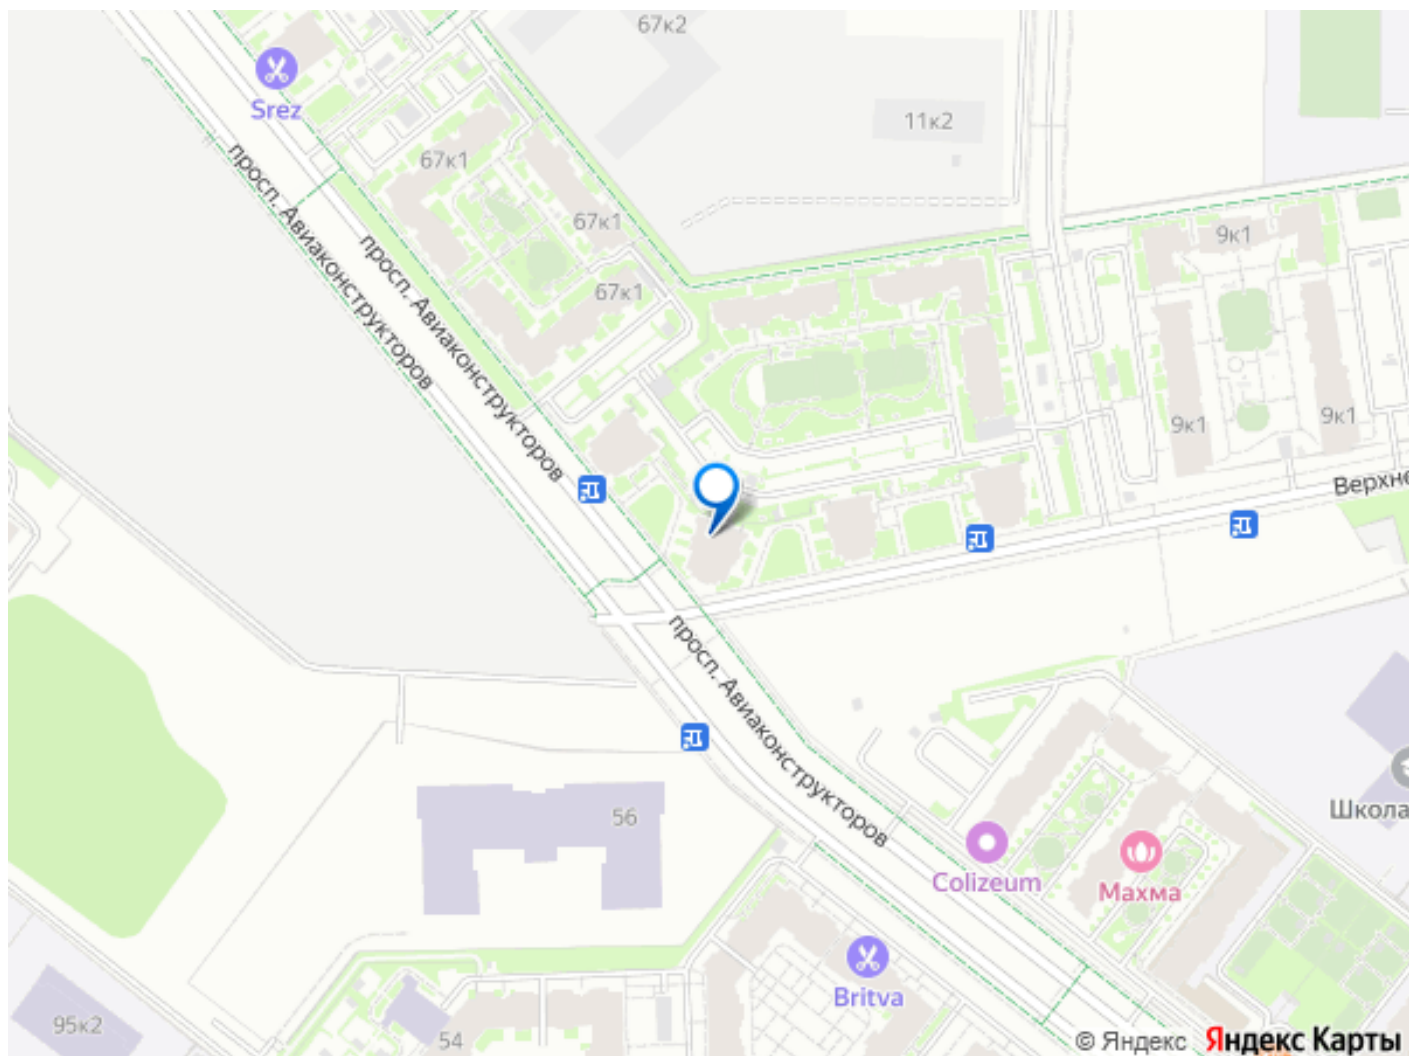 67к2
Srez
11к2
67к1
просп. Авиаконструкторов
67к1
9к1
просп. Авиаконструкторов
67к1
9к1
9к1
Верхне
просп. Авиаконструкторов
56
Школа
Colizeum
Махма
Britva
95к2
54
© Яндекс Яндекс Карты